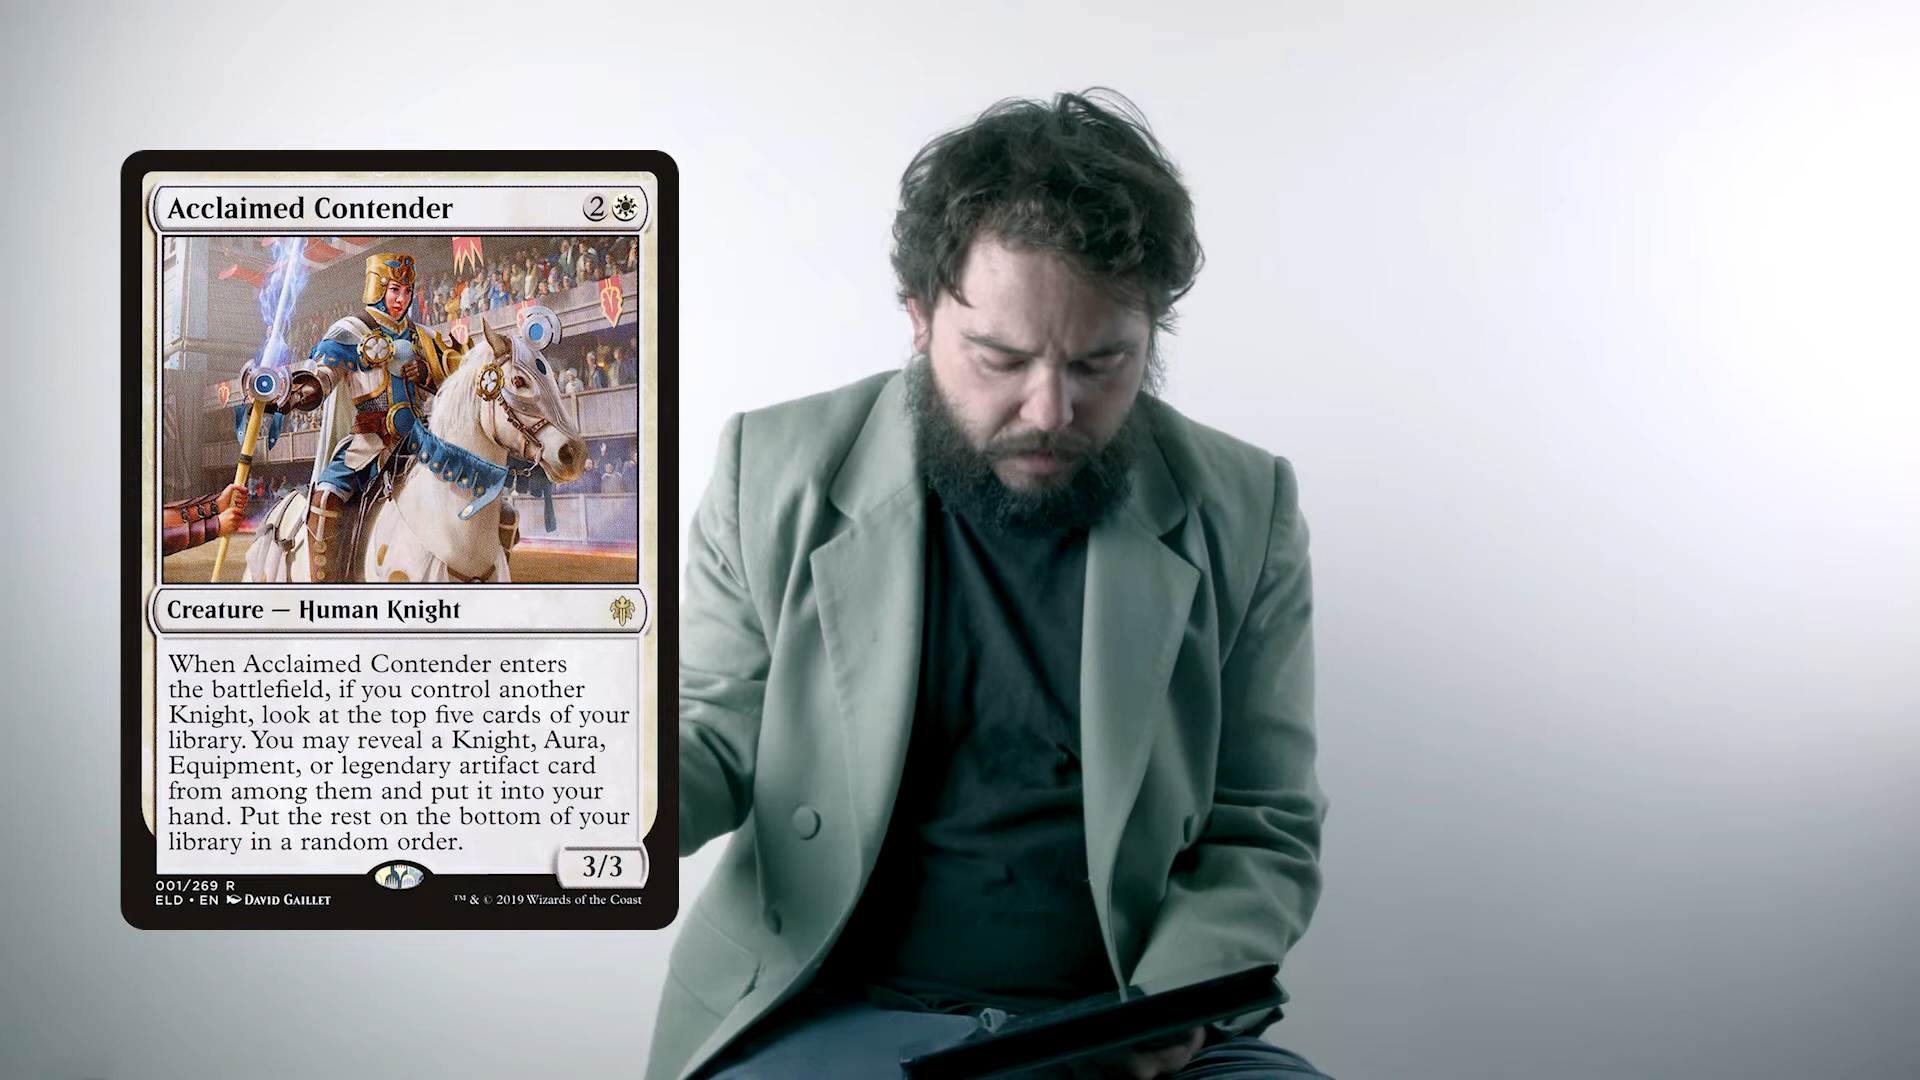 Acclaimed Contender 2
Creature — Human Knight
When Acclaimed Contender enters
the battlefield, if you control another
Knight, look at the top five cards of your
library. You may reveal a Knight, Aura,
Equipment, or legendary artifact card
from among them and put it into your
hand. Put the rest on the bottom of your
library in a random order.
3/3
001/269 R
ELD • EN DAVID GAILLET
™ & © 2019 Wizards of the Coast